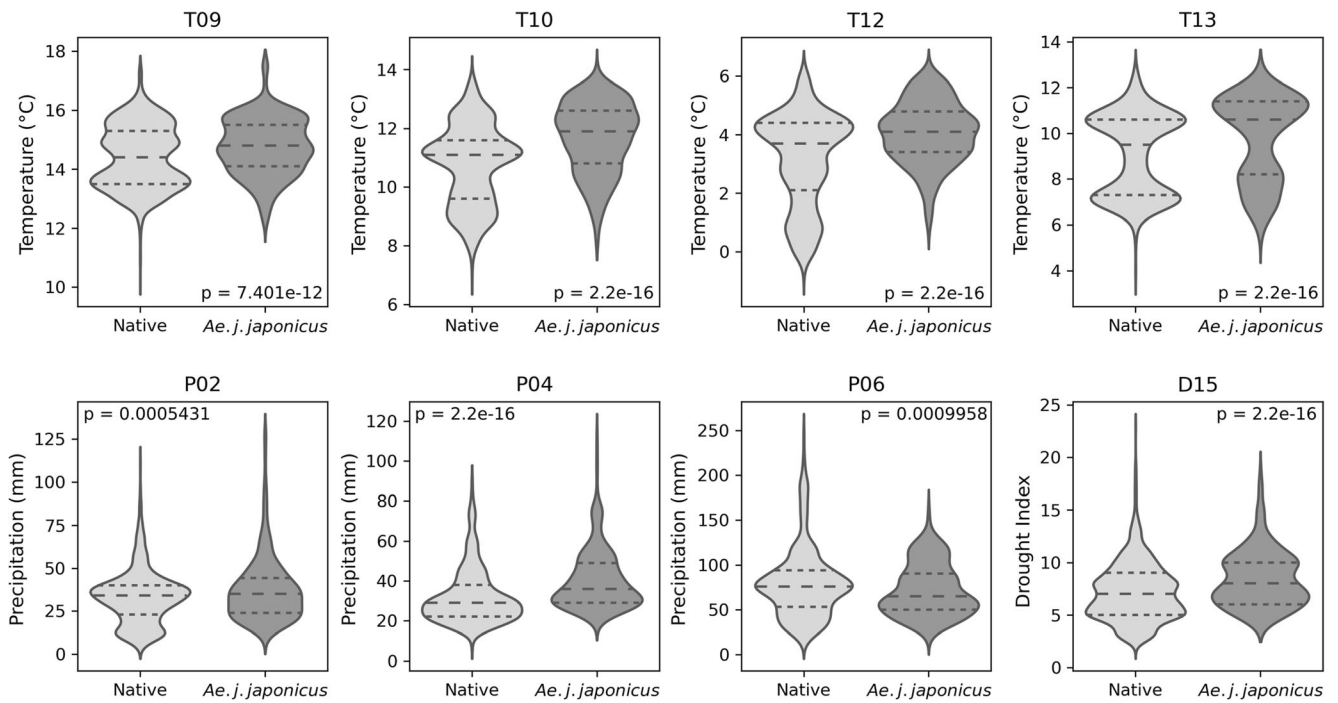 T09
T10
T12
T13
Temperature (°C)
18
16
14
12
10
p = 7.401e-12
Native
Ae. j. japonicus
Temperature (°C)
14
12
10
8
6
p = 2.2e-16
Native
Ae. j. japonicus
Temperature (°C)
6
4
2
0
p = 2.2e-16
Native
Ae. j. japonicus
Temperature (°C)
14
12
10
8
6
4
p = 2.2e-16
Native
Ae. j. japonicus
P02
P04
P06
D15
Precipitation (mm)
125
100
75
50
25
0
p = 0.0005431
Native
Ae. j. japonicus
Precipitation (mm)
120
100
80
60
40
20
0
p = 2.2e-16
Native
Ae. j. japonicus
Precipitation (mm)
250
200
150
100
50
0
p = 0.0009958
Native
Ae. j. japonicus
Drought Index
25
20
15
10
5
0
p = 2.2e-16
Native
Ae. j. japonicus